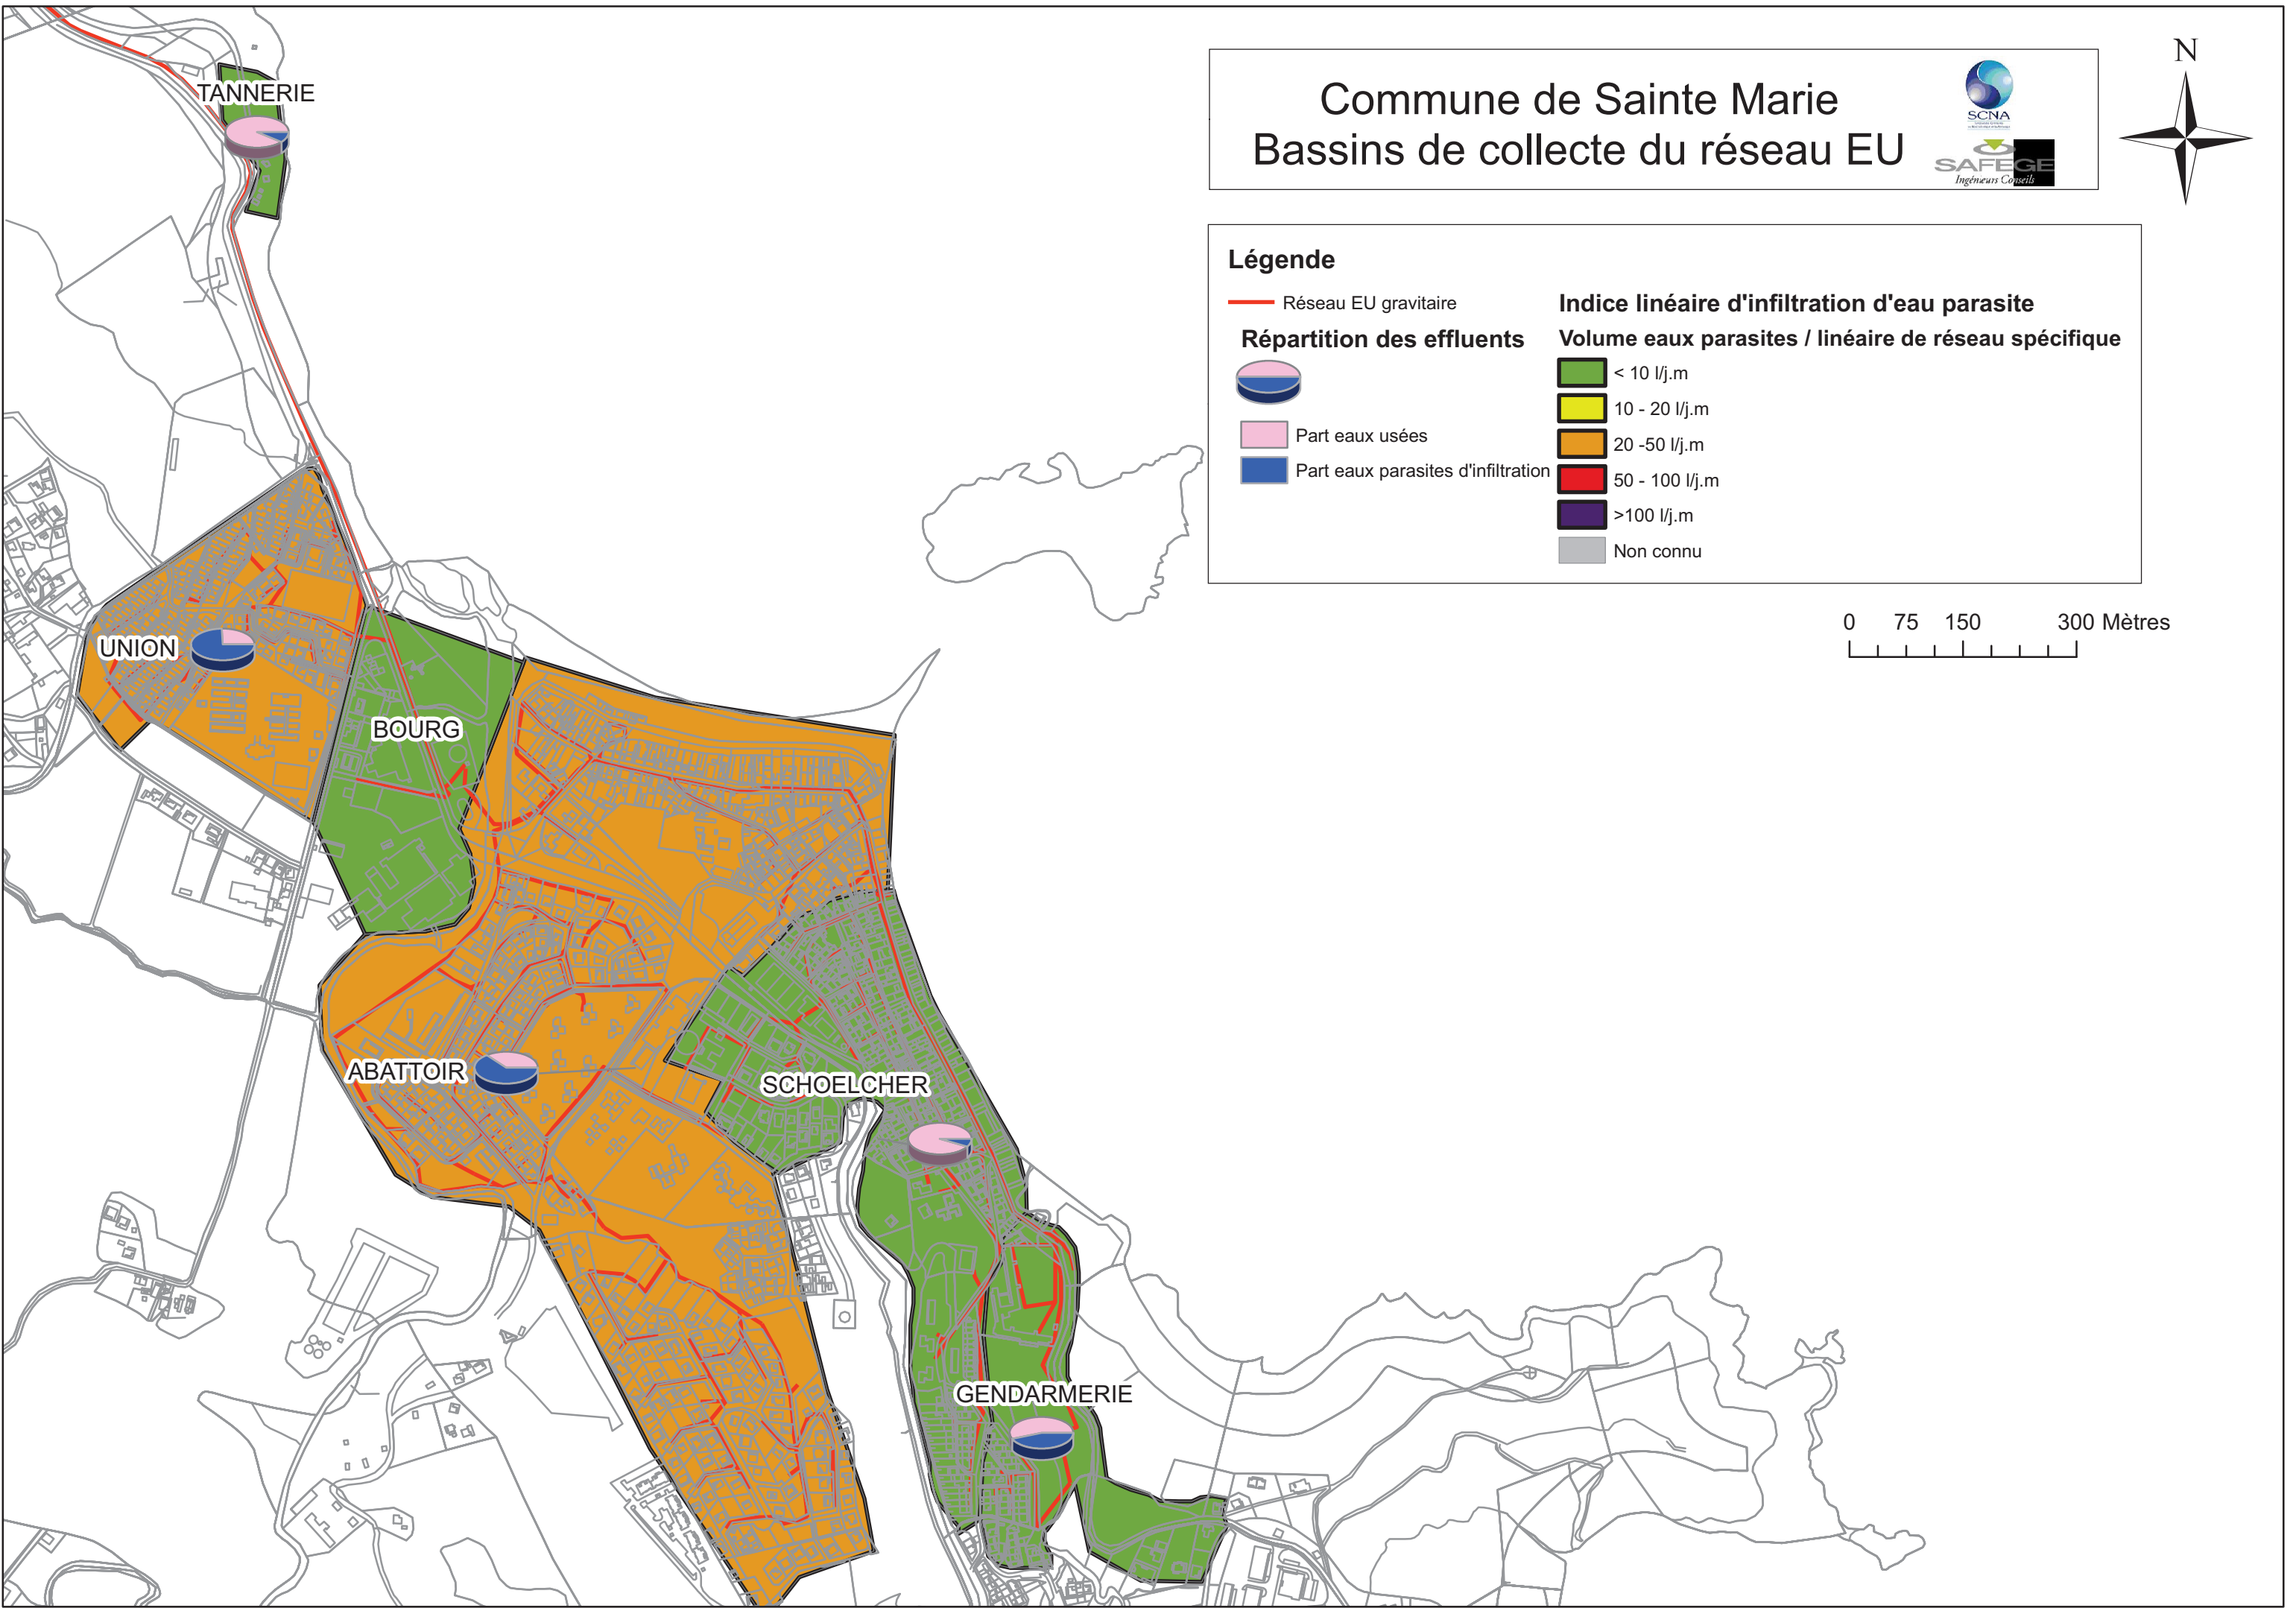 Commune de Sainte Marie
Bassins de collecte du réseau EU
SCNA
SAFEGE
Ingénieurs Conseils
N
Légende
Réseau EU gravitaire
Répartition des effluents
Part eaux usées
Part eaux parasites d'infiltration
Indice linéaire d'infiltration d'eau parasite
Volume eaux parasites / linéaire de réseau spécifique
< 10 l/j.m
10 - 20 l/j.m
20 -50 l/j.m
50 - 100 l/j.m
>100 l/j.m
Non connu
0 75 150 300 Mètres
TANNERIE
UNION
BOURG
ABATTOIR
SCHOELCHER
GENDARMERIE